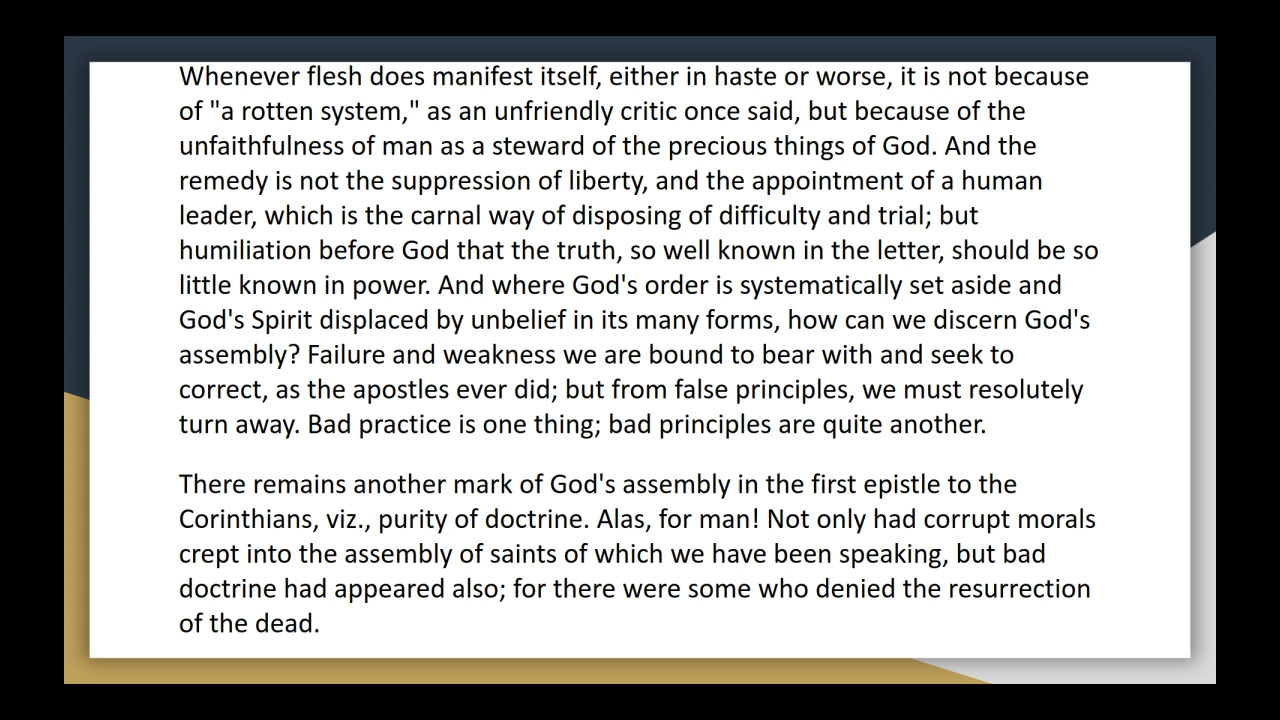 Whenever flesh does manifest itself, either in haste or worse, it is not because
of "a rotten system," as an unfriendly critic once said, but because of the
unfaithfulness of man as a steward of the precious things of God. And the
remedy is not the suppression of liberty, and the appointment of a human
leader, which is the carnal way of disposing of difficulty and trial; but
humiliation before God that the truth, so well known in the letter, should be so
little known in power. And where God's order is systematically set aside and
God's Spirit displaced by unbelief in its many forms, how can we discern God's
assembly? Failure and weakness we are bound to bear with and seek to
correct, as the apostles ever did; but from false principles, we must resolutely
turn away. Bad practice is one thing; bad principles are quite another.
There remains another mark of God's assembly in the first epistle to the
Corinthians, viz., purity of doctrine. Alas, for man! Not only had corrupt morals
crept into the assembly of saints of which we have been speaking, but bad
doctrine had appeared also; for there were some who denied the resurrection
of the dead.